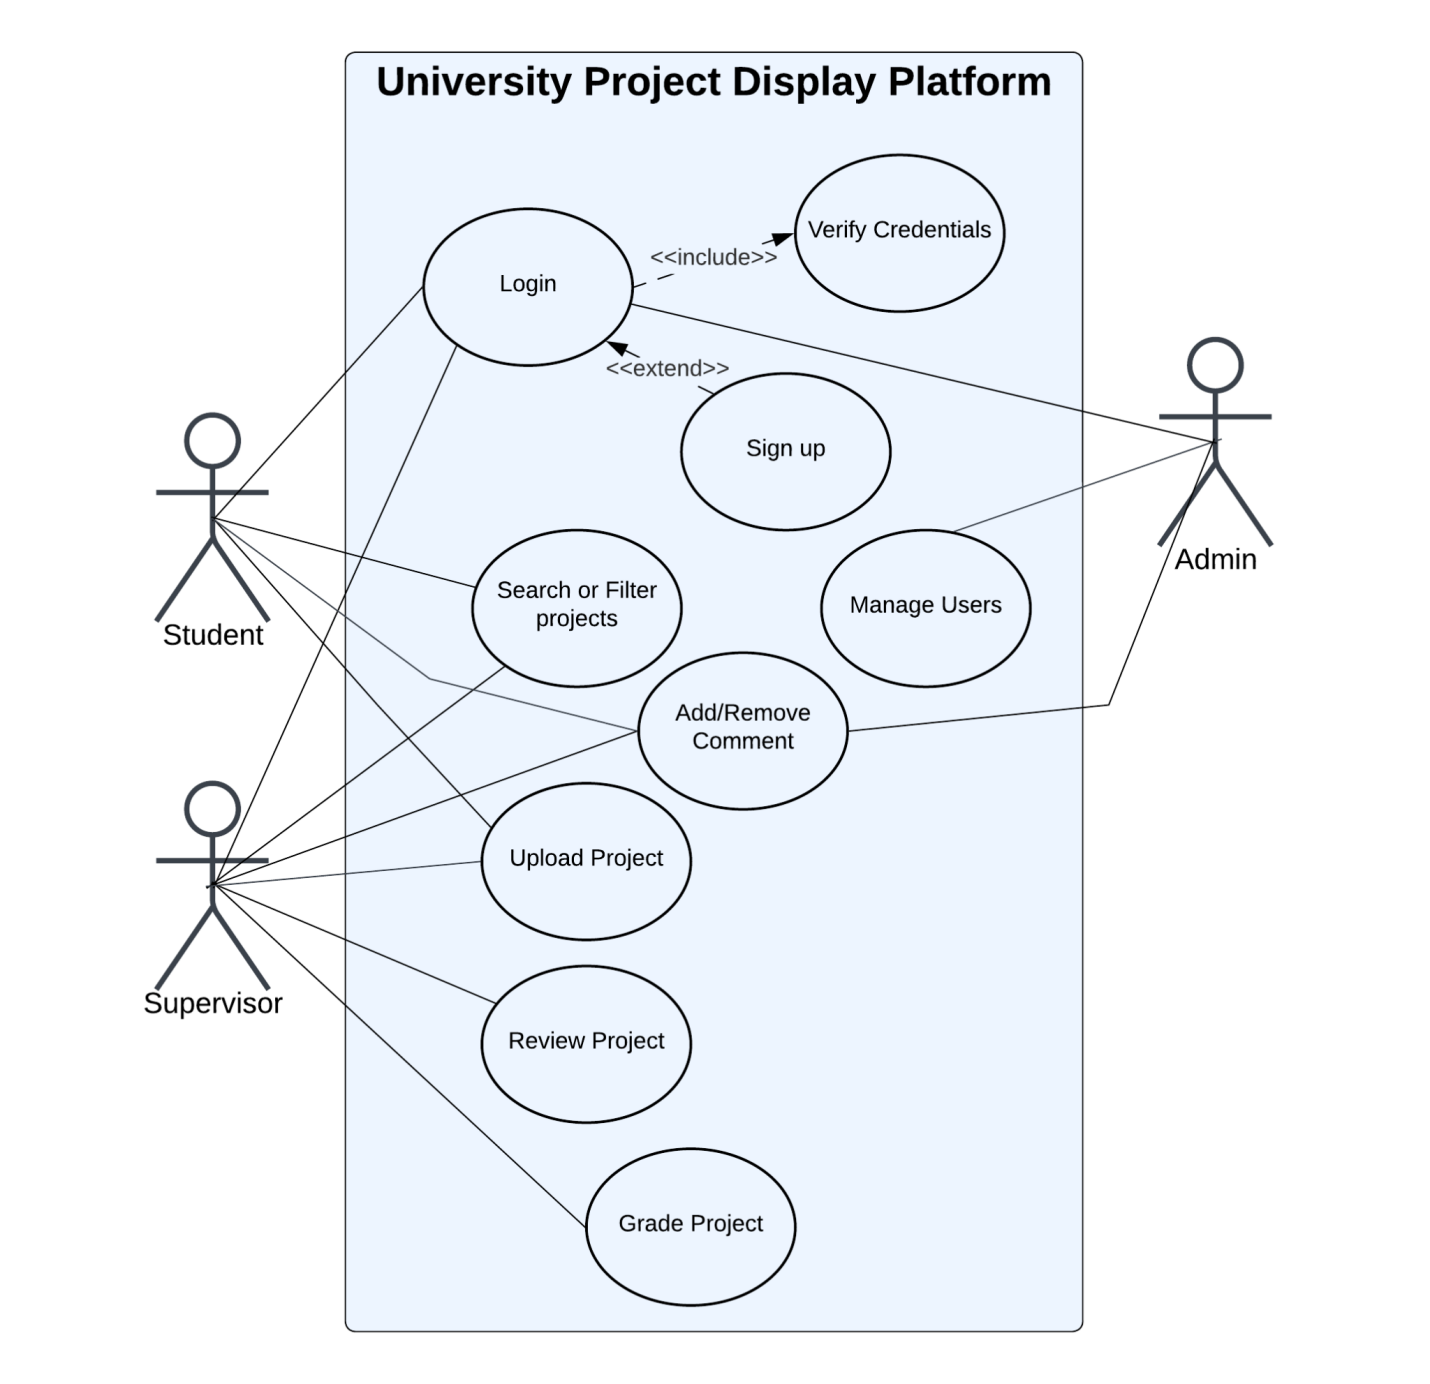 University Project Display Platform
Verify Credentials
<<include>>
Login
<<extend>>
Sign up
Admin
Search or Filter
projects
Manage Users
Student
Add/Remove
Comment
Upload Project
Supervisor
Review Project
Grade Project